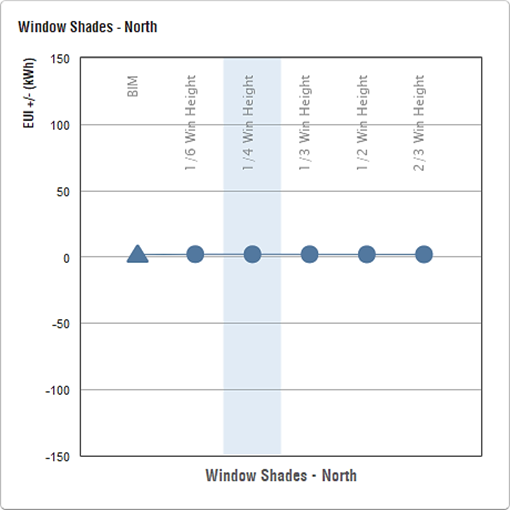 Window Shades - North
EUI +/- (kWh)
150
100
50
0
-50
-100
-150
BIM
1/6 Win Height
1/4 Win Height
1/3 Win Height
1/2 Win Height
2/3 Win Height
Window Shades - North